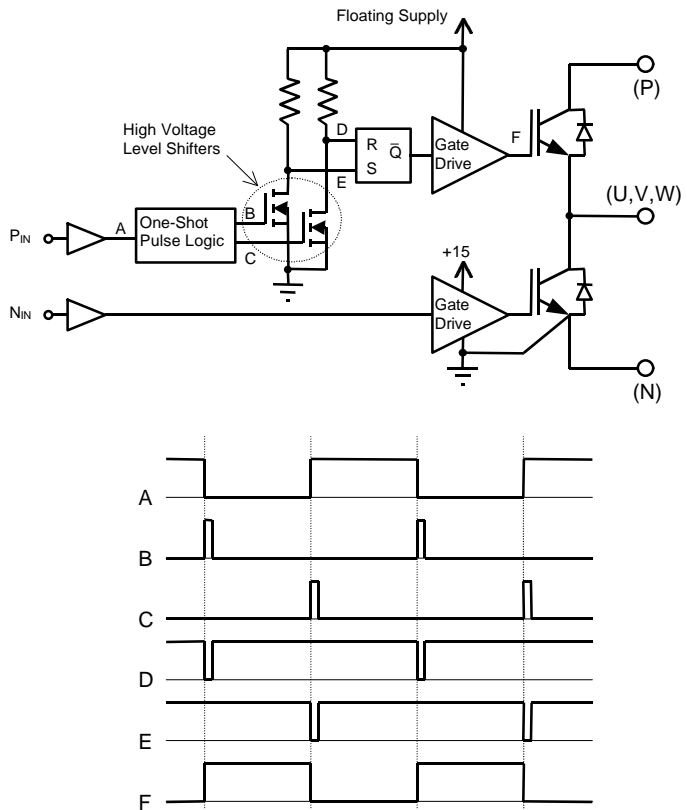 Floating Supply
(P)
High Voltage
Level Shifters
D
R
S
Q̄
Gate
Drive
F
E
(U,V,W)
B
PIN
A
One-Shot
Pulse Logic
C
+15
NIN
Gate
Drive
(N)
A
B
C
D
E
F